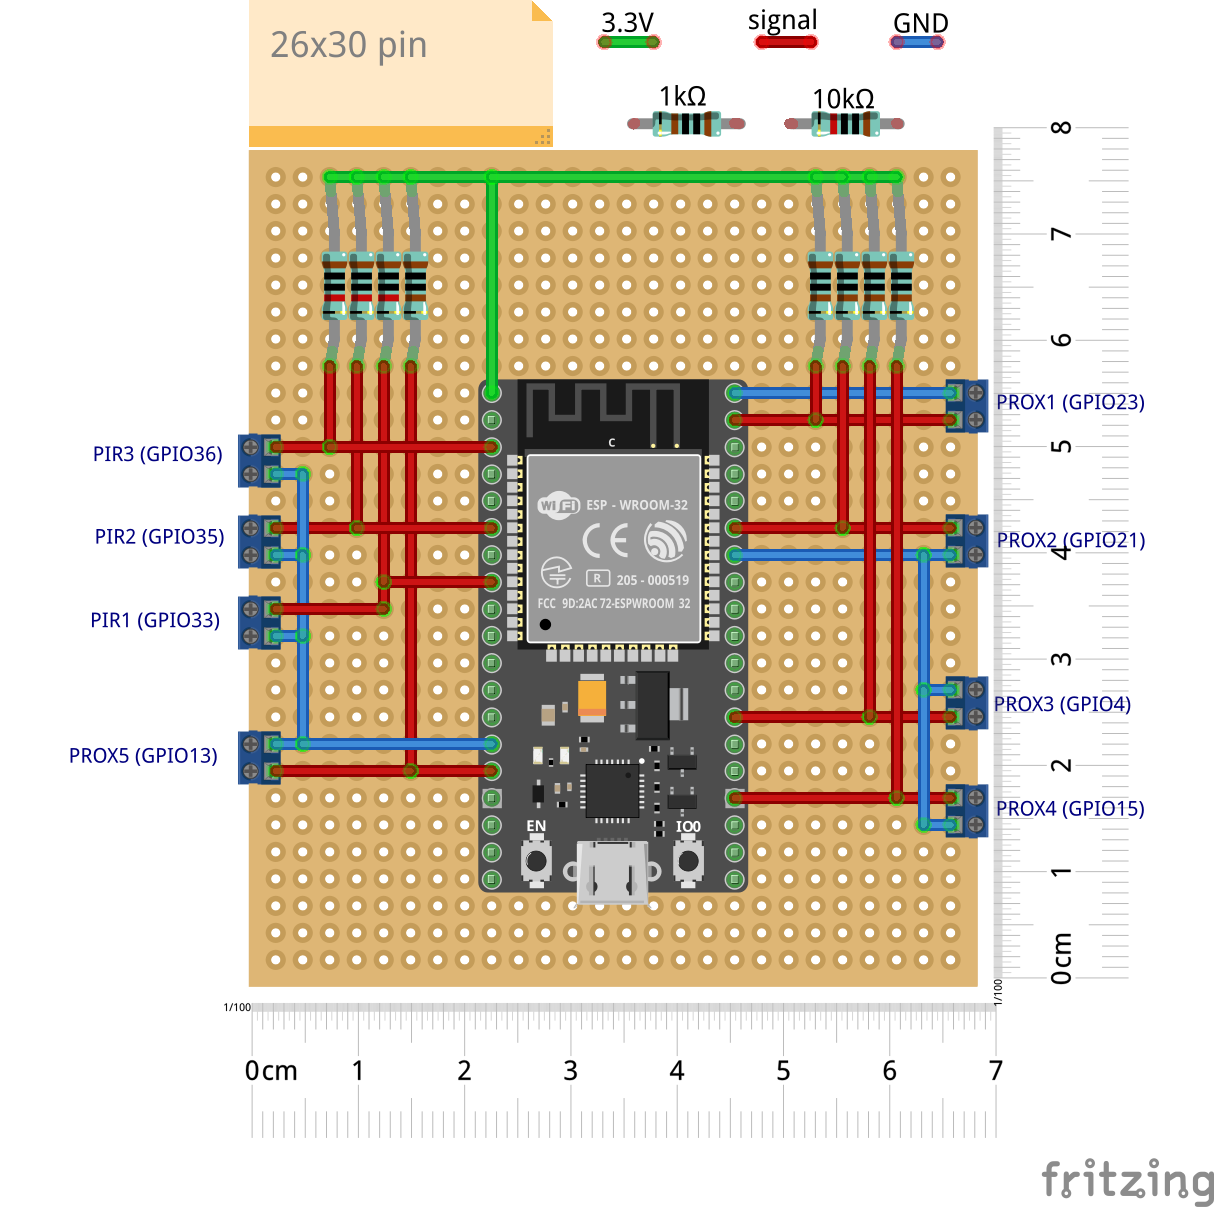 26x30 pin
3.3V
signal
GND
1kΩ
10kΩ
PIR3 (GPIO36)
PIR2 (GPIO35)
PIR1 (GPIO33)
PROX5 (GPIO13)
C
WiFi
ESP - WROOM-32
CE
R
205 - 000519
FCC 9D:2AC 72-ESPWROOM 32
EN
IO0
PROX1 (GPIO23)
PROX2 (GPIO21)
PROX3 (GPIO4)
PROX4 (GPIO15)
8
7
6
5
4
3
2
1
0cm
1/100
1/100
0cm 1 2 3 4 5 6 7
fritzing